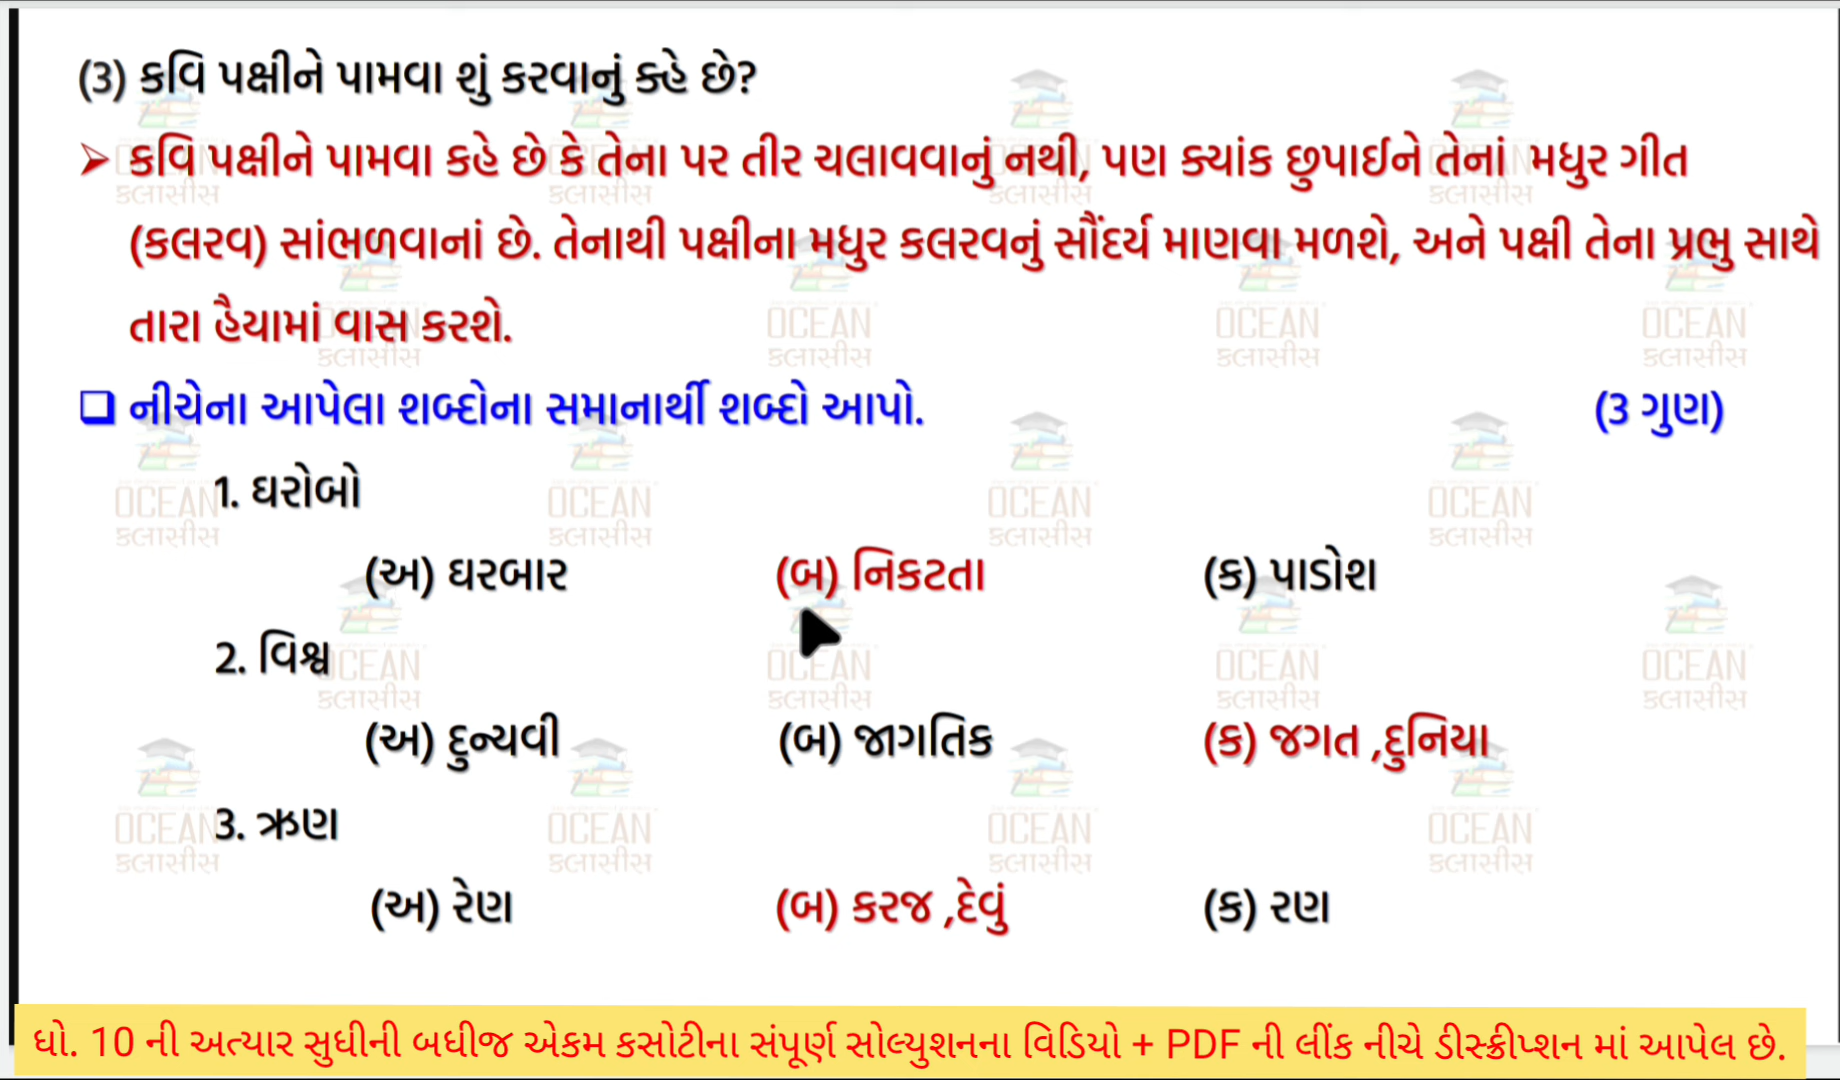 (3) કવિ પક્ષીને પામવા શું કરવાનું ક્હે છે?
➤ કવિ પક્ષીને પામવા કહે છે કે તેના પર તીર ચલાવવાનું નથી, પણ ક્યાંક છુપાઈને તેનાં મધુર ગીત
(કલરવ) સાંભળવાનાં છે. તેનાથી પક્ષીના મધુર કલરવનું સૌંદર્ય માણવા મળશે, અને પક્ષી તેના પ્રભુ સાથે
તારા હૈયામાં વાસ કરશે.
❑ નીચેના આપેલા શબ્દોના સમાનાર્થી શબ્દો આપો. (3 ગુણ)
1. ઘરોબો
(અ) ઘરબાર (બ) નિકટતા (ક) પાડોશ
2. વિશ્વ
(અ) દુન્યવી (બ) જાગતિક (ક) જગત ,દુનિયા
3. ઋણ
(અ) રેણ (બ) કરજ ,દેવું (ક) રણ
ધો. 10 ની અત્યાર સુધીની બધીજ એકમ કસોટીના સંપૂર્ણ સોલ્યુશનના વિડિયો + PDF ની લીંક નીચે ડીસ્ક્રીપ્શન માં આપેલ છે.
OCEAN
ક્લાસીસ